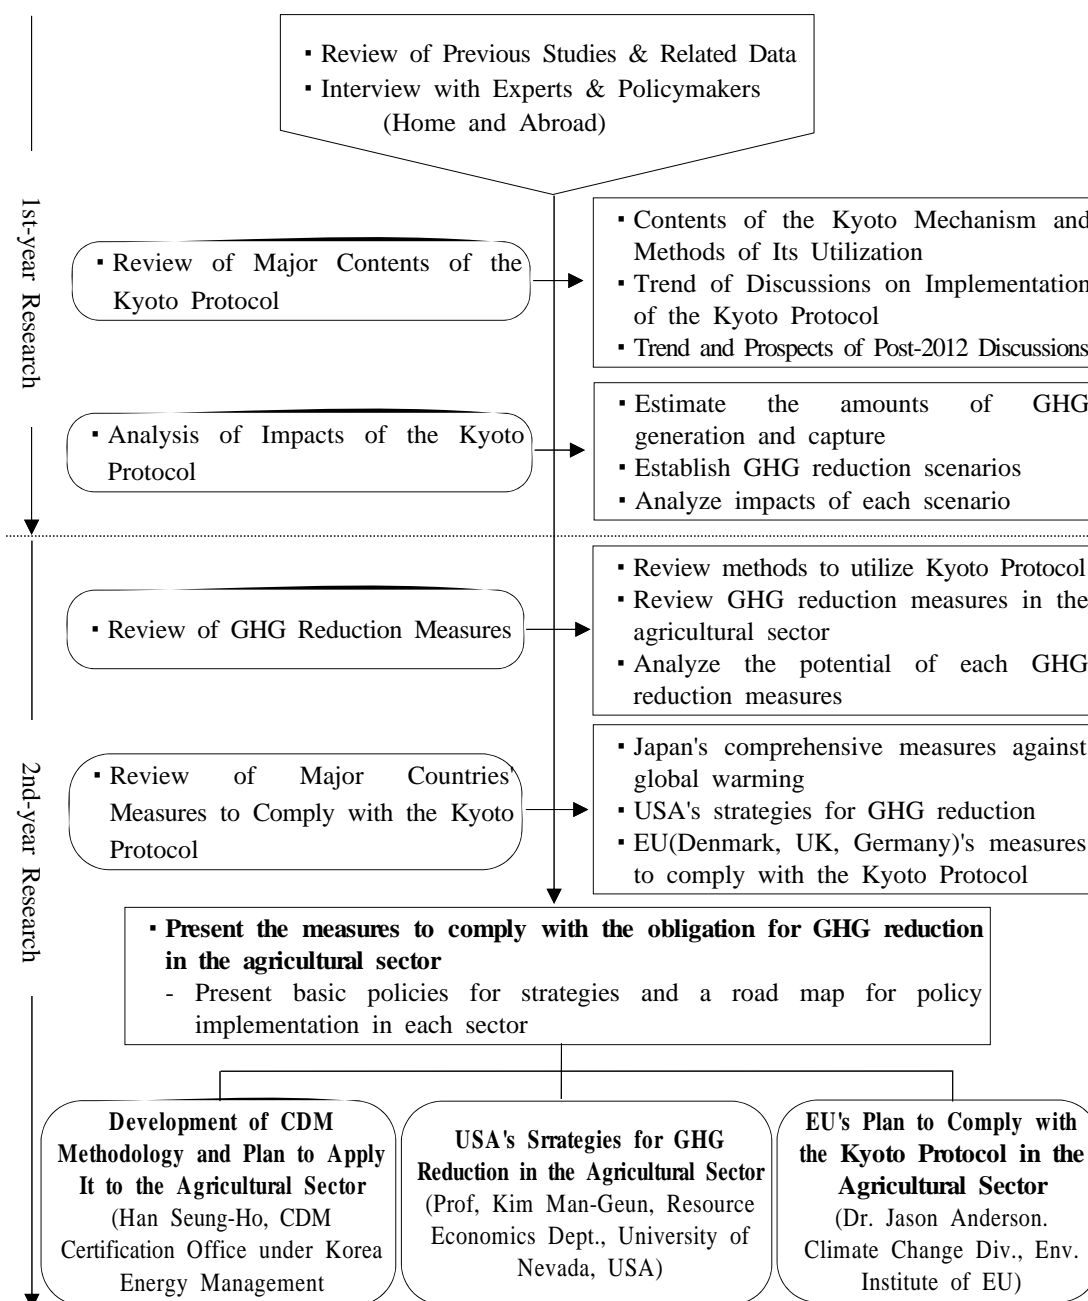 ▪ Review of Previous Studies & Related Data
▪ Interview with Experts & Policymakers
(Home and Abroad)
1st-year Research
▪ Review of Major Contents of the
Kyoto Protocol
▪ Contents of the Kyoto Mechanism and
Methods of Its Utilization
▪ Trend of Discussions on Implementation
of the Kyoto Protocol
▪ Trend and Prospects of Post-2012 Discussions
▪ Analysis of Impacts of the Kyoto
Protocol
▪ Estimate the amounts of GHG
generation and capture
▪ Establish GHG reduction scenarios
▪ Analyze impacts of each scenario
2nd-year Research
▪ Review of GHG Reduction Measures
▪ Review methods to utilize Kyoto Protocol
▪ Review GHG reduction measures in the
agricultural sector
▪ Analyze the potential of each GHG
reduction measures
▪ Review of Major Countries'
Measures to Comply with the Kyoto
Protocol
▪ Japan's comprehensive measures against
global warming
▪ USA's strategies for GHG reduction
▪ EU(Denmark, UK, Germany)'s measures
to comply with the Kyoto Protocol
▪ Present the measures to comply with the obligation for GHG reduction
in the agricultural sector
- Present basic policies for strategies and a road map for policy
implementation in each sector
Development of CDM
Methodology and Plan to Apply
It to the Agricultural Sector
(Han Seung-Ho, CDM
Certification Office under Korea
Energy Management
USA's Srrategies for GHG
Reduction in the Agricultural Sector
(Prof, Kim Man-Geun, Resource
Economics Dept., University of
Nevada, USA)
EU's Plan to Comply with
the Kyoto Protocol in the
Agricultural Sector
(Dr. Jason Anderson.
Climate Change Div., Env.
Institute of EU)